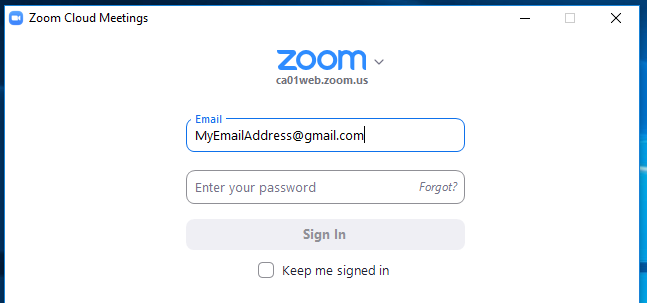 Zoom Cloud Meetings
zoom
ca01web.zoom.us
Email
MyEmailAddress@gmail.com
Enter your password Forgot?
Sign In
Keep me signed in